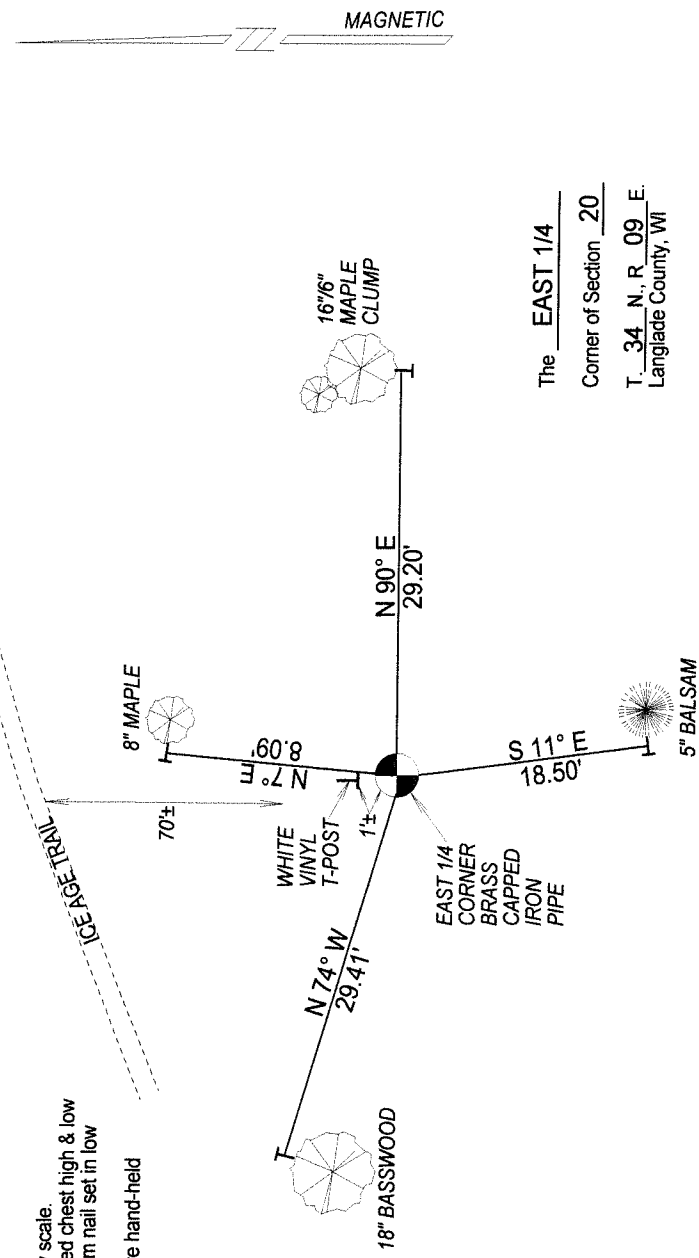 MAGNETIC
ICE AGE TRAIL
70'±
8" MAPLE
16"/6"
MAPLE
CLUMP
N 7° E
8.09'
WHITE
VINYL
T-POST
1'±
N 90° E
29.20'
N 74° W
29.41'
18" BASSWOOD
EAST 1/4
CORNER
BRASS
CAPPED
IRON
PIPE
S 11° E
18.50'
5" BALSAM
scale.
ed chest high & low
m nail set in low
e hand-held
The EAST 1/4
Corner of Section 20
T. 34 N., R 09 E.
Langlade County, WI